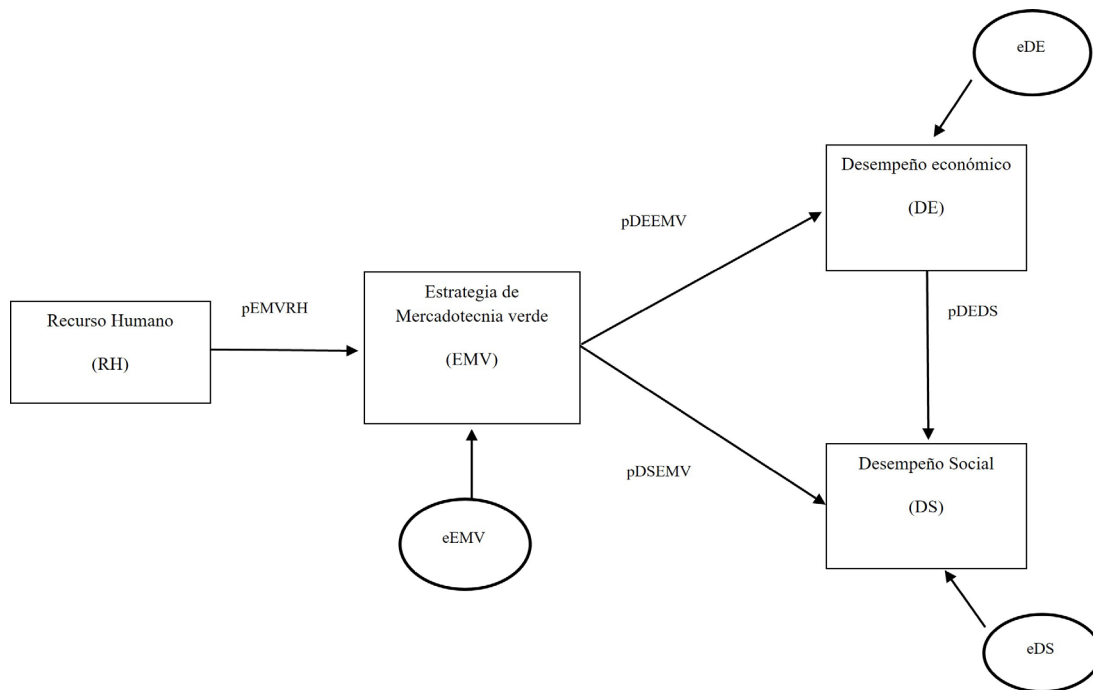 eDE
Desempeño económico
(DE)
pDEEMV
Estrategia de
Mercadotecnia verde
(EMV)
pEMVRH
Recurso Humano
(RH)
pDEDS
Desempeño Social
(DS)
pDSEMV
eEMV
eDS